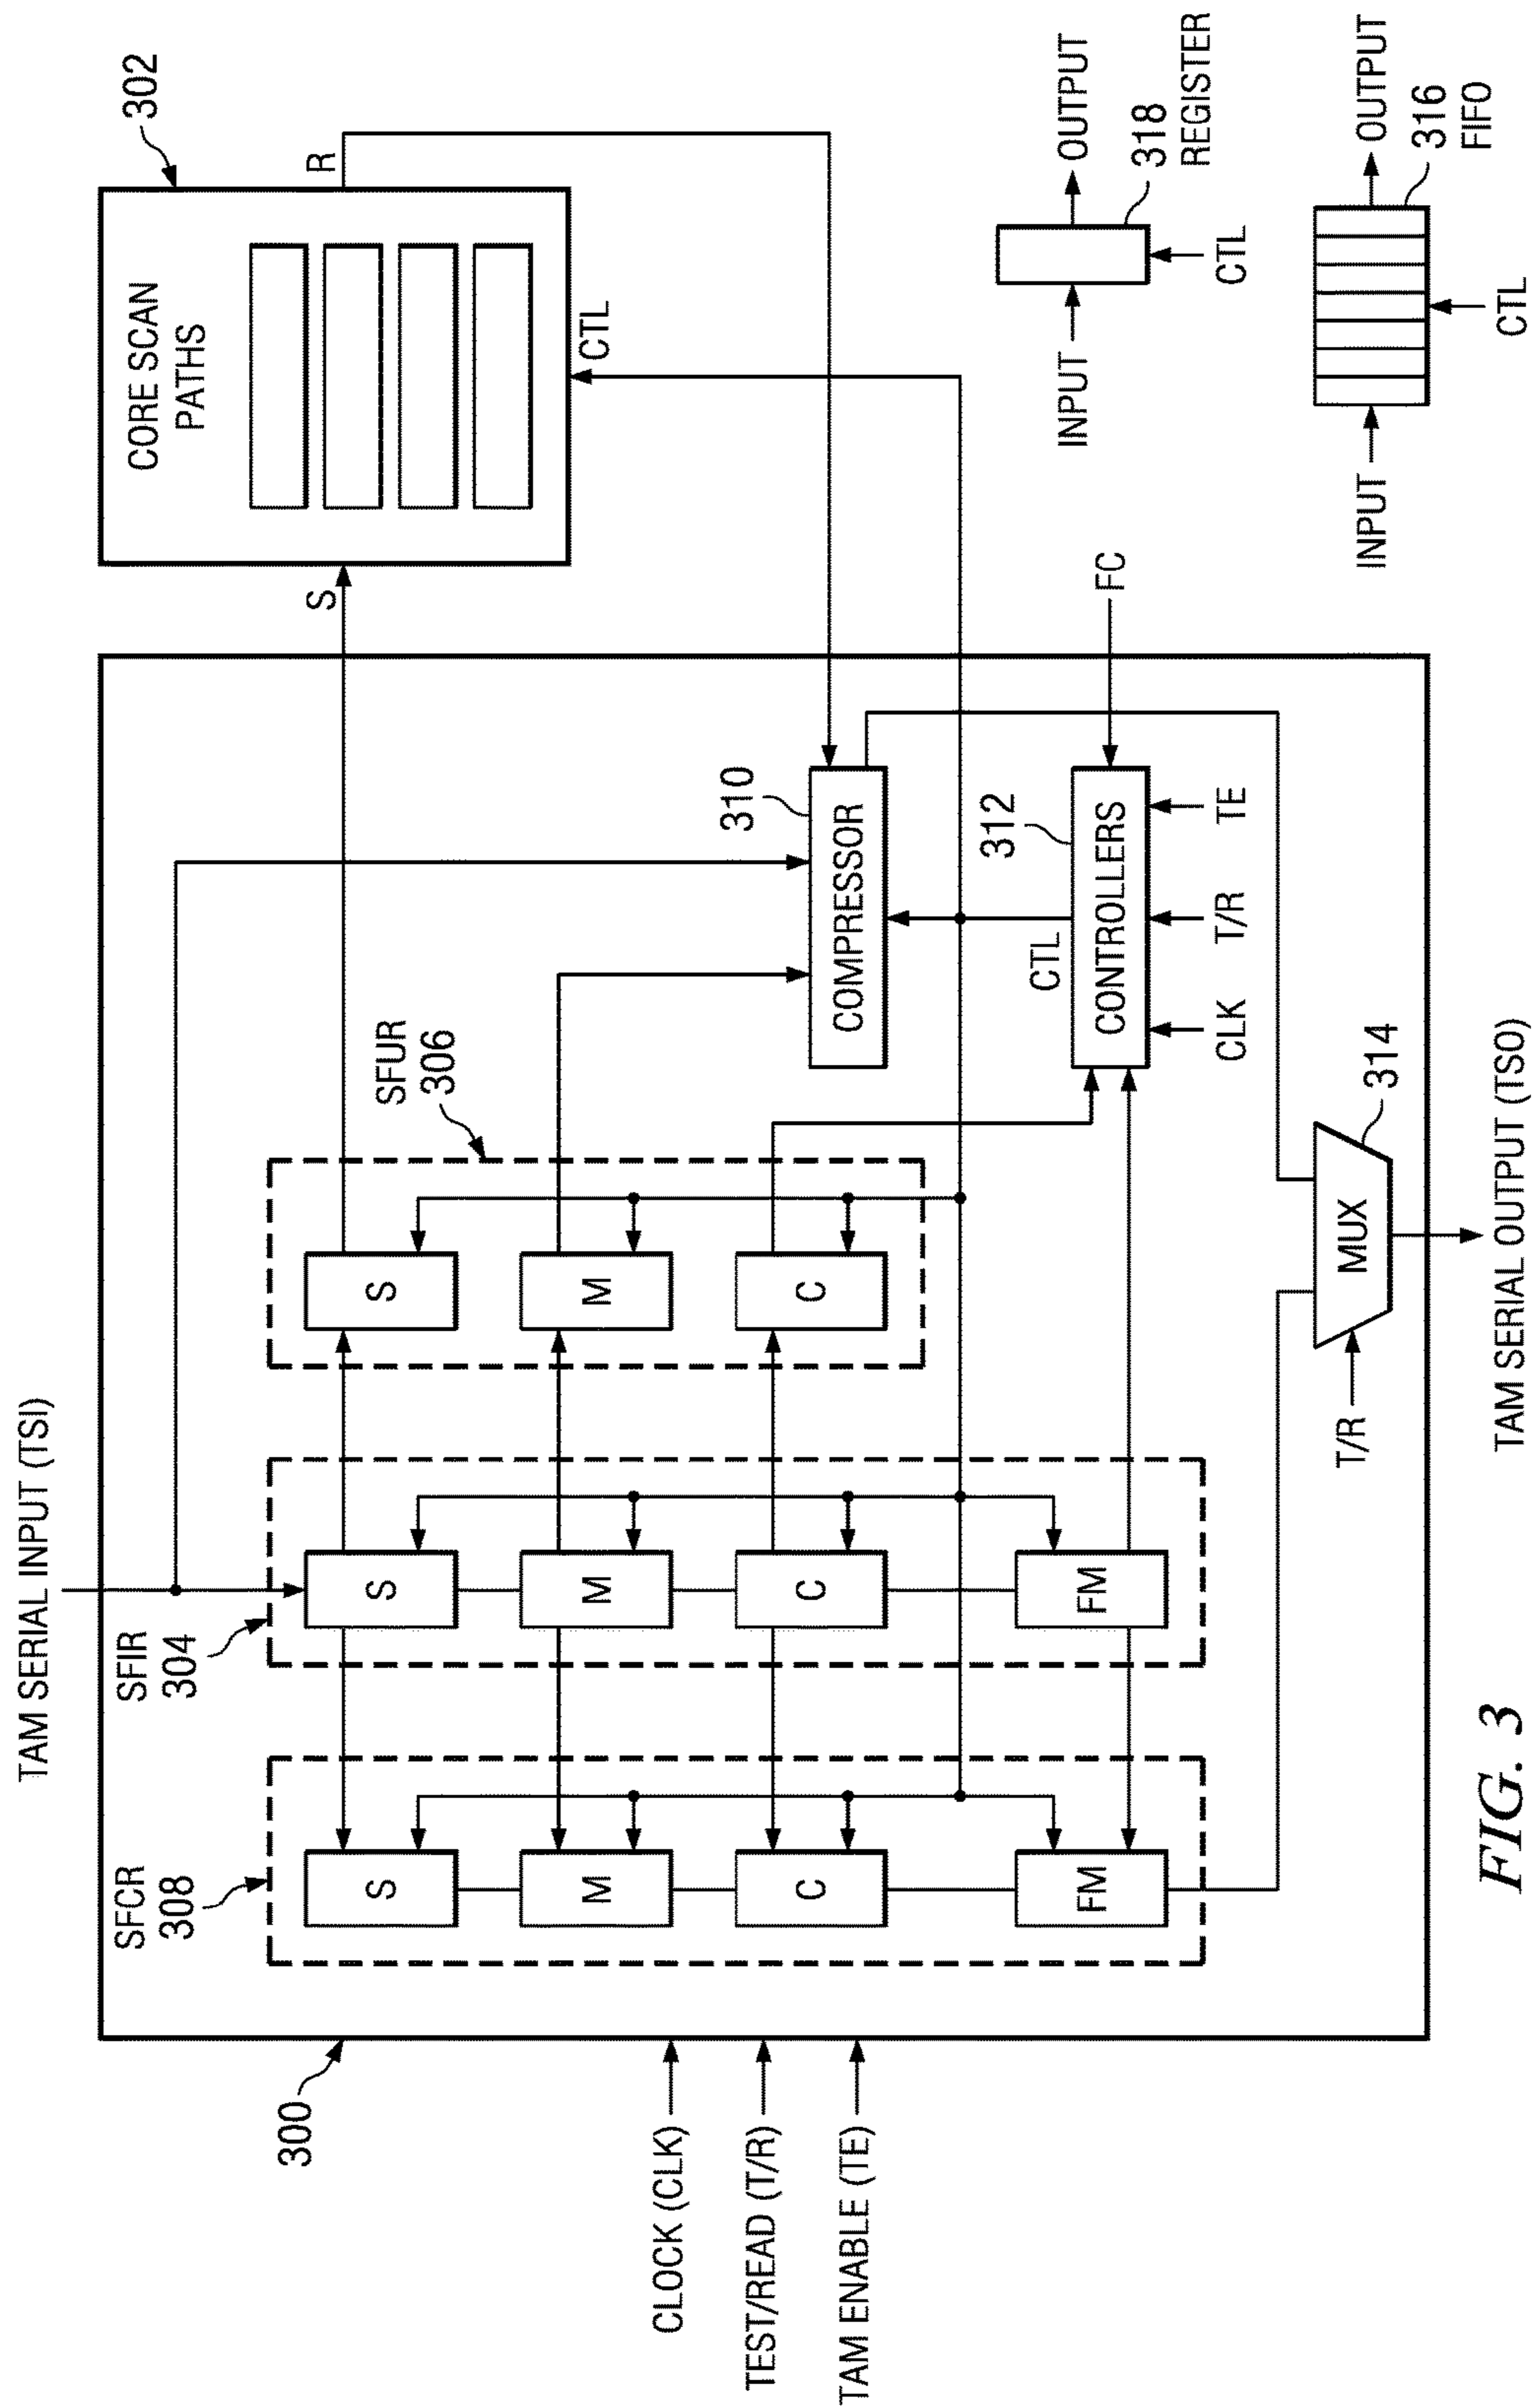 TAM SERIAL INPUT (TSI)
300
SFCR
308
S
M
C
FM
SFIR
304
S
M
C
FM
SFUR
306
S
M
C
310
COMPRESSOR
312
CTL
CONTROLLERS
CLK
T/R
TE
FC
S
CORE SCAN
PATHS
302
R
CTL
CLOCK (CLK)
TEST/READ (T/R)
TAM ENABLE (TE)
T/R
MUX
314
TAM SERIAL OUTPUT (TSO)
INPUT
OUTPUT
318
REGISTER
CTL
INPUT
OUTPUT
316
FIFO
CTL
FIG. 3